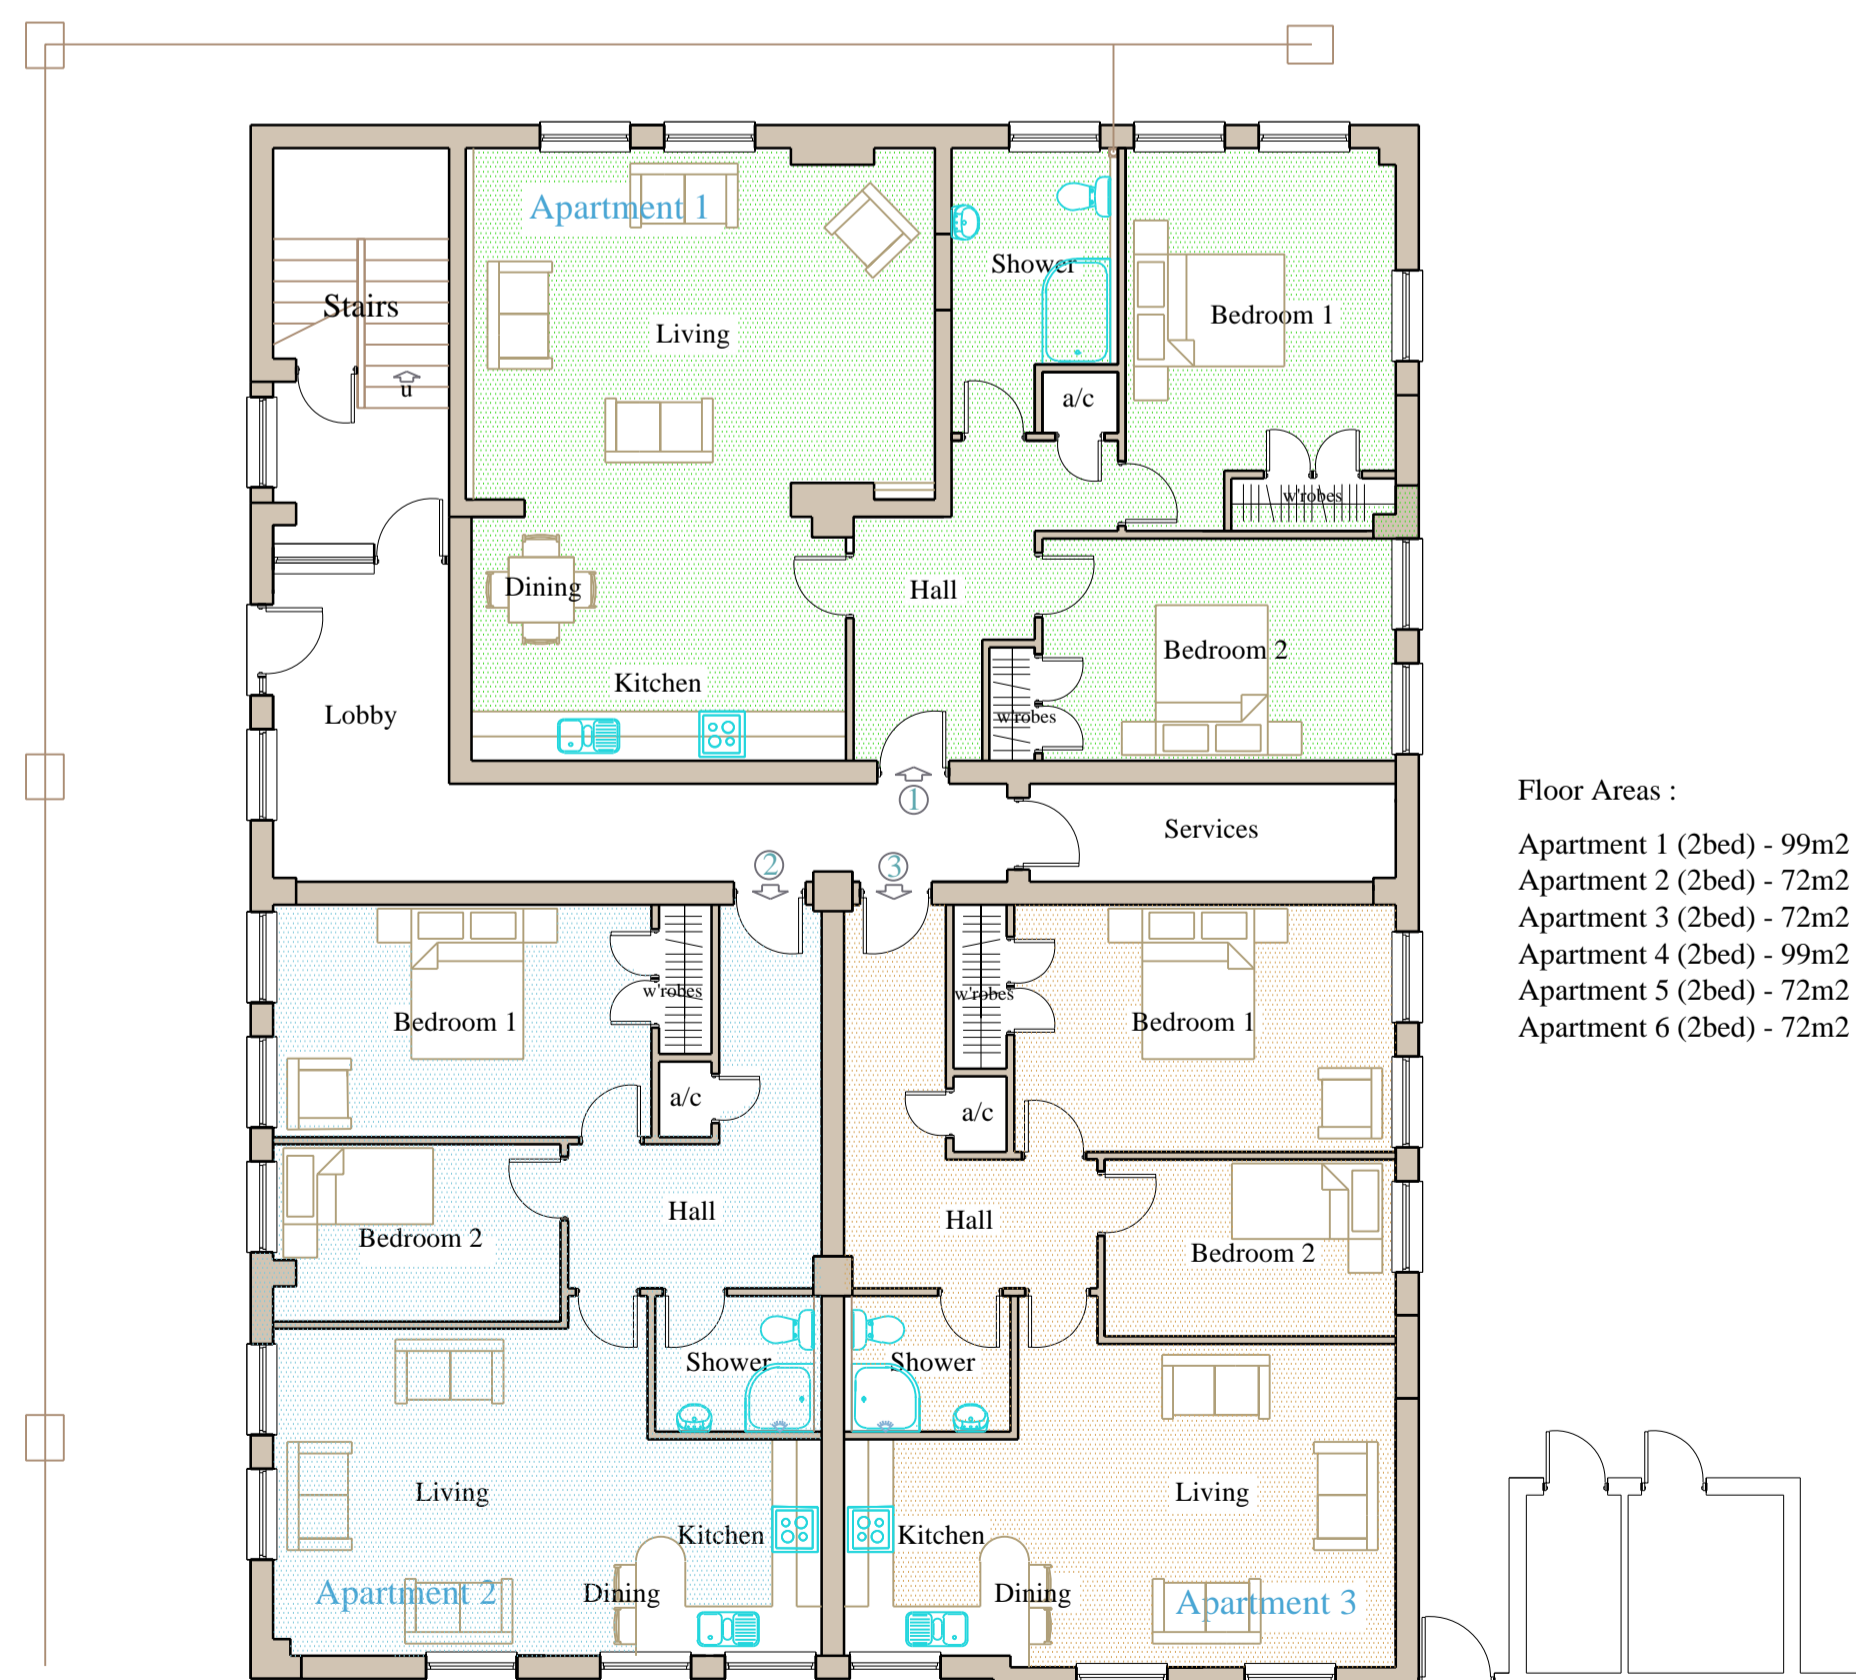 Apartment 1
Shower
Stairs
Living
Bedroom 1
u
a/c
w'robes
Dining
Hall
Bedroom 2
Kitchen
w'robes
Lobby
1
Services
2
3
Floor Areas :
Apartment 1 (2bed) - 99m2
Apartment 2 (2bed) - 72m2
Apartment 3 (2bed) - 72m2
Apartment 4 (2bed) - 99m2
Apartment 5 (2bed) - 72m2
Apartment 6 (2bed) - 72m2
w'robes
Bedroom 1
a/c
Hall
Bedroom 2
Shower
Living
Kitchen
Dining
Apartment 2
w'robes
Bedroom 1
a/c
Hall
Bedroom 2
Shower
Living
Kitchen
Dining
Apartment 3